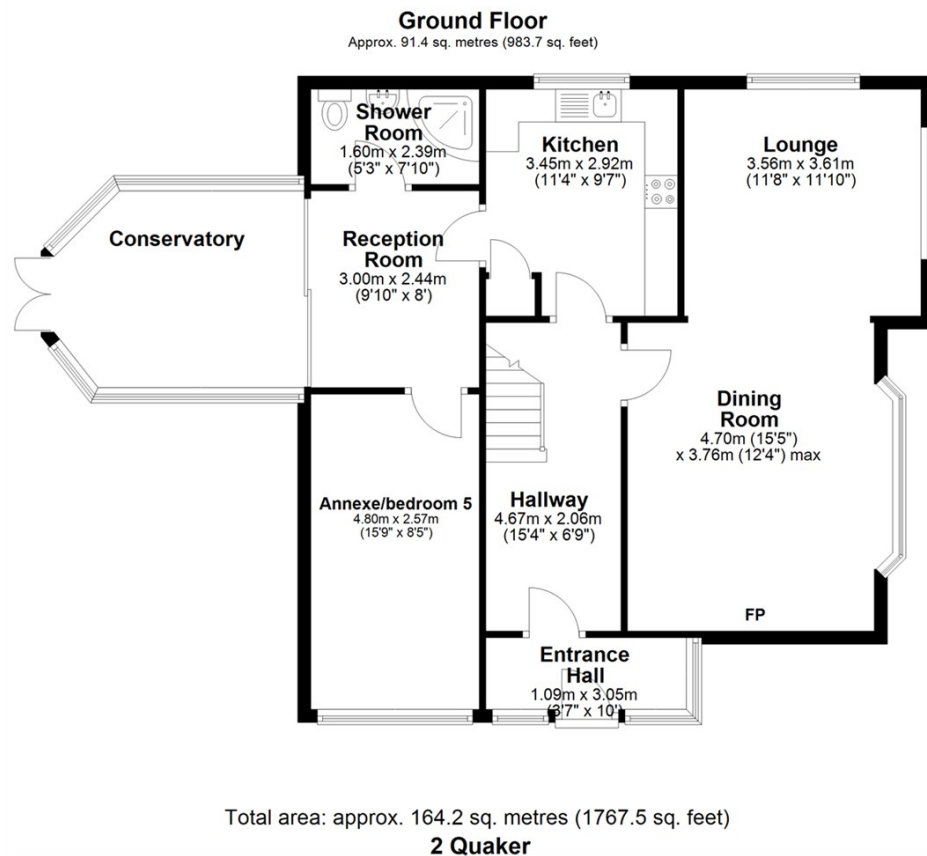 Ground Floor
Approx. 91.4 sq. metres (983.7 sq. feet)
Shower
Room
1.60m x 2.39m
(5'3" x 7'10")
Kitchen
3.45m x 2.92m
(11'4" x 9'7")
Lounge
3.56m x 3.61m
(11'8" x 11'10")
Conservatory
Reception
Room
3.00m x 2.44m
(9'10" x 8')
Dining
Room
4.70m (15'5")
x 3.76m (12'4") max
Annexe/bedroom 5
4.80m x 2.57m
(15'9" x 8'5")
Hallway
4.67m x 2.06m
(15'4" x 6'9")
FP
Entrance
Hall
1.09m x 3.05m
(3'7" x 10')
Total area: approx. 164.2 sq. metres (1767.5 sq. feet)
2 Quaker